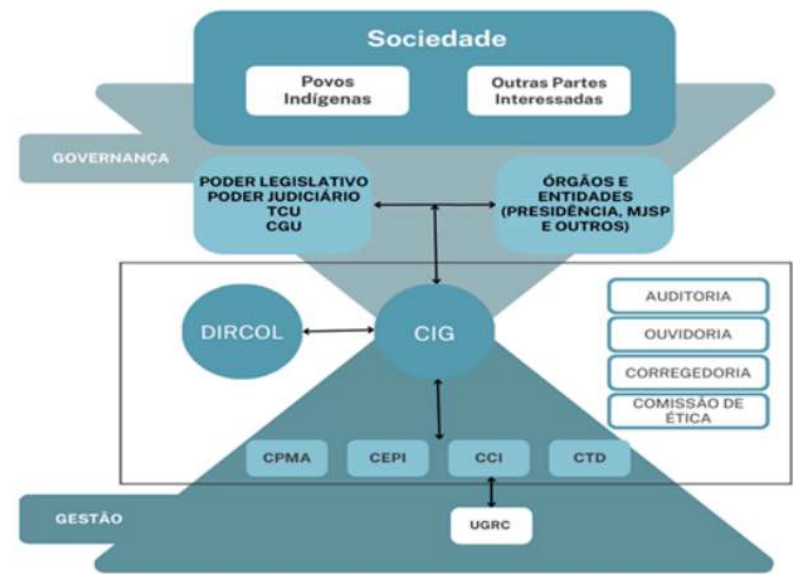 Sociedade
Povos
Indígenas
Outras Partes
Interessadas
GOVERNANÇA
PODER LEGISLATIVO
PODER JUDICIÁRIO
TCU
CGU
ÓRGÃOS E
ENTIDADES
(PRESIDÊNCIA, MJSP
E OUTROS)
DIRCOL
CIG
AUDITORIA
OUVIDORIA
CORREGEDORIA
COMISSÃO DE
ÉTICA
CPMA
CEPI
CCI
CTD
GESTÃO
UGRC